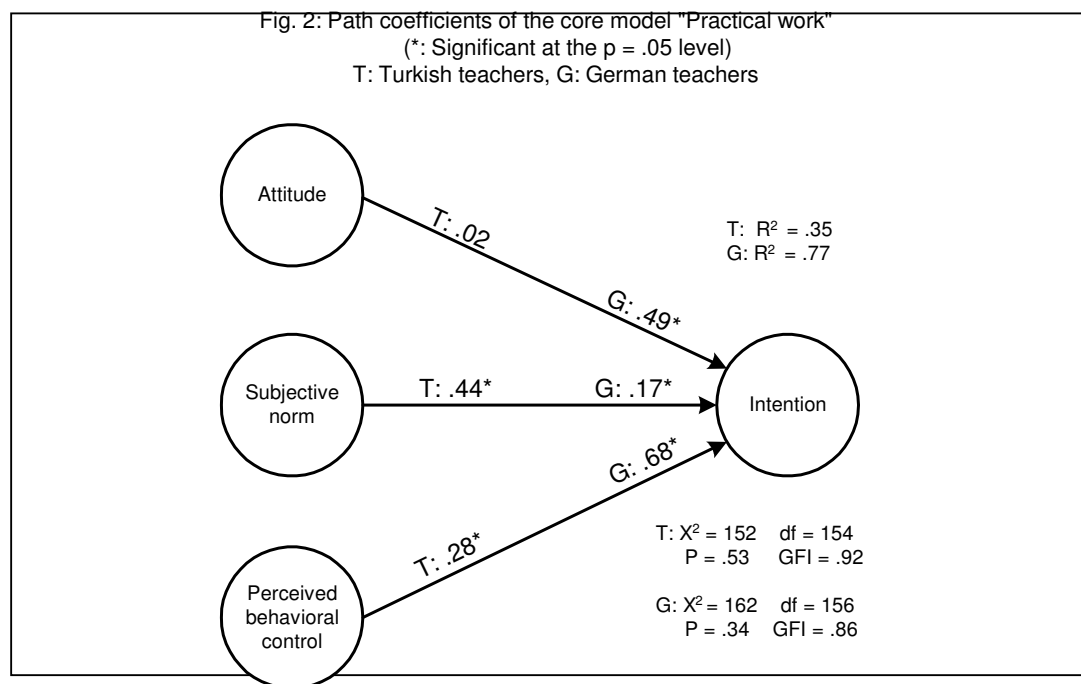 Fig. 2: Path coefficients of the core model "Practical work"
(*: Significant at the p = .05 level)
T: Turkish teachers, G: German teachers
Attitude
T: .02
G: .49*
T: R² = .35
G: R² = .77
Subjective
norm
T: .44*
G: .17*
Intention
G: .68*
T: .28*
Perceived
behavioral
control
T: X² = 152 df = 154
P = .53 GFI = .92
G: X² = 162 df = 156
P = .34 GFI = .86